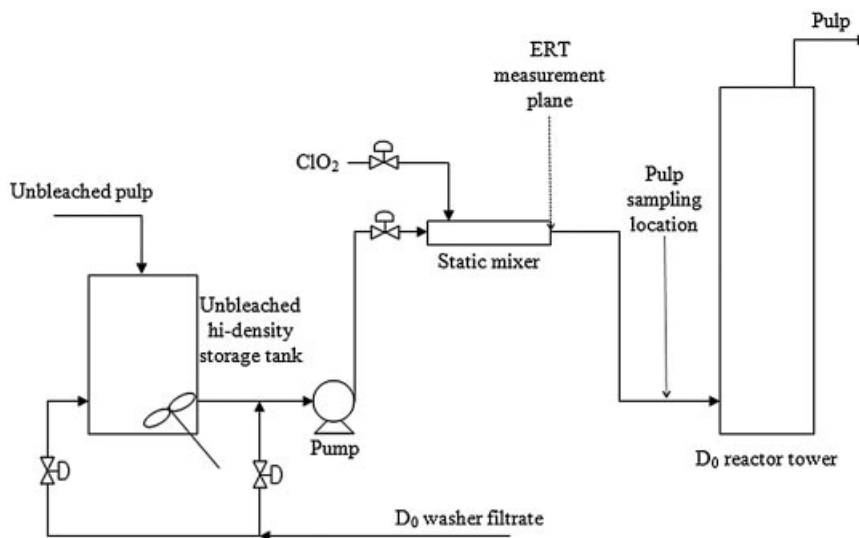 Pulp
ERT
measurement
plane
ClO₂
Pulp
sampling
location
Unbleached pulp
Static mixer
Unbleached
hi-density
storage tank
Pump
D₀ reactor tower
D₀ washer filtrate